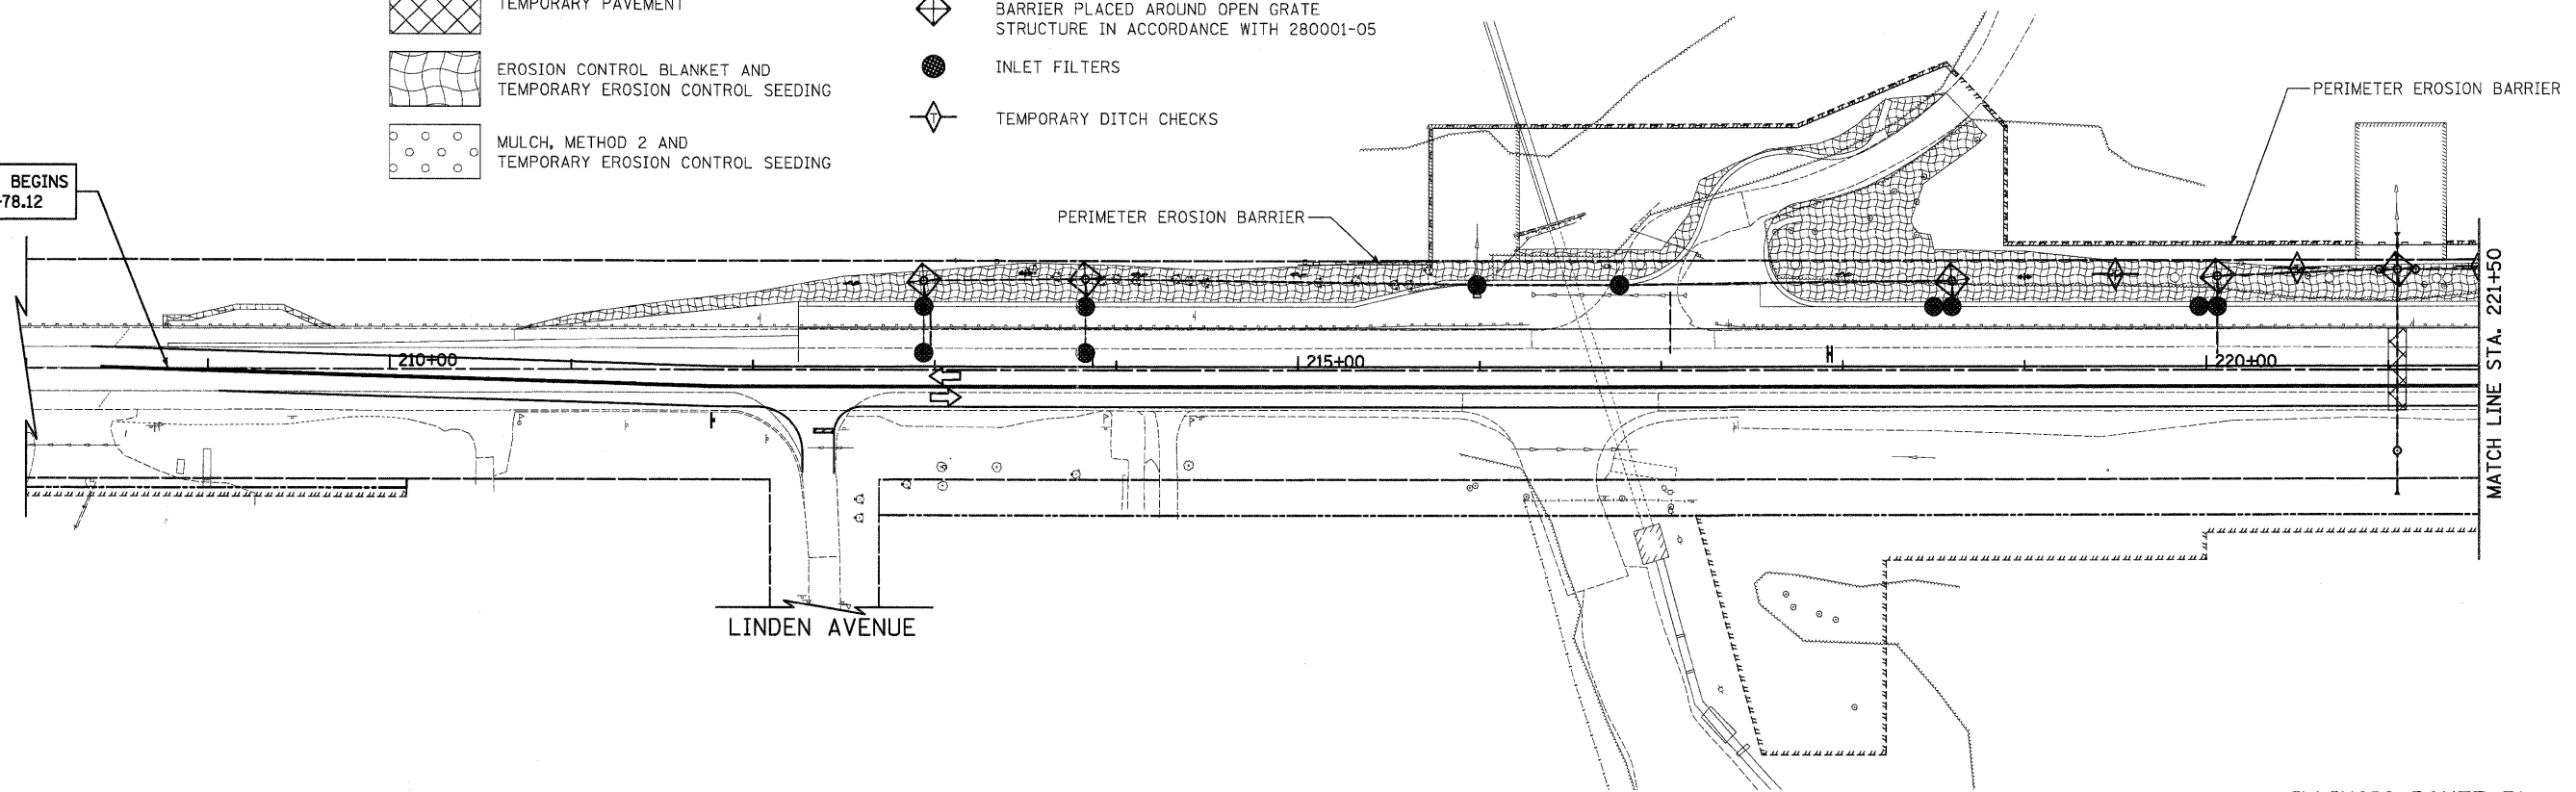 TEMPORARY PAVEMENT
EROSION CONTROL BLANKET AND
TEMPORARY EROSION CONTROL SEEDING
MULCH, METHOD 2 AND
TEMPORARY EROSION CONTROL SEEDING
BARRIER PLACED AROUND OPEN GRATE
STRUCTURE IN ACCORDANCE WITH 280001-05
INLET FILTERS
T
TEMPORARY DITCH CHECKS
BEGINS
78.12
PERIMETER EROSION BARRIER
PERIMETER EROSION BARRIER
210+00
215+00
220+00
MATCH LINE STA. 221+50
LINDEN AVENUE